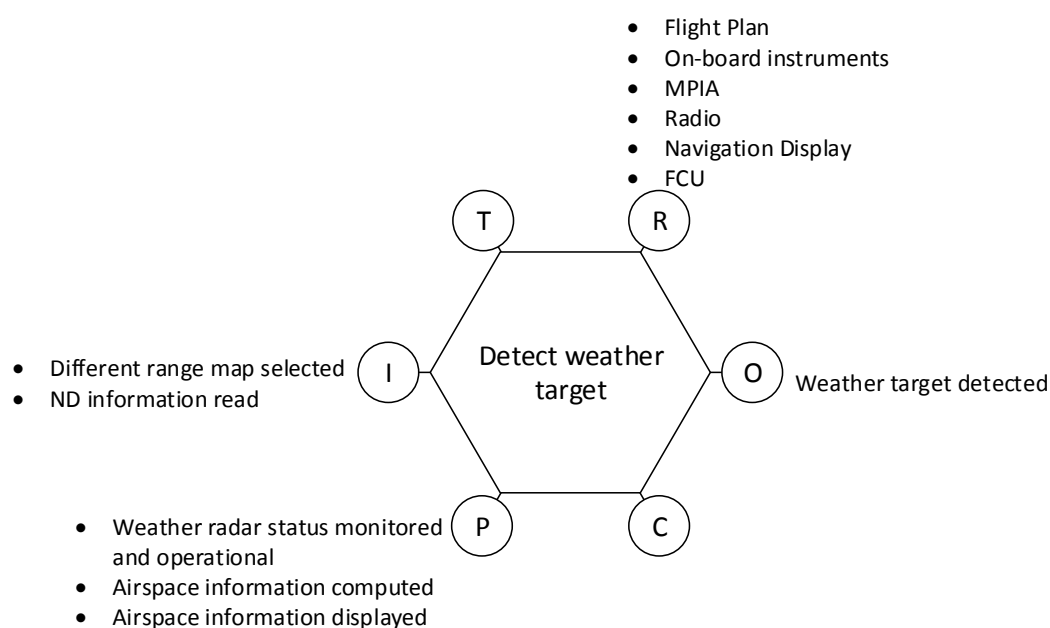 • Flight Plan
• On-board instruments
• MPIA
• Radio
• Navigation Display
• FCU
T
R
• Different range map selected
• ND information read
I
Detect weather
target
O
Weather target detected
• Weather radar status monitored
and operational
• Airspace information computed
• Airspace information displayed
P
C